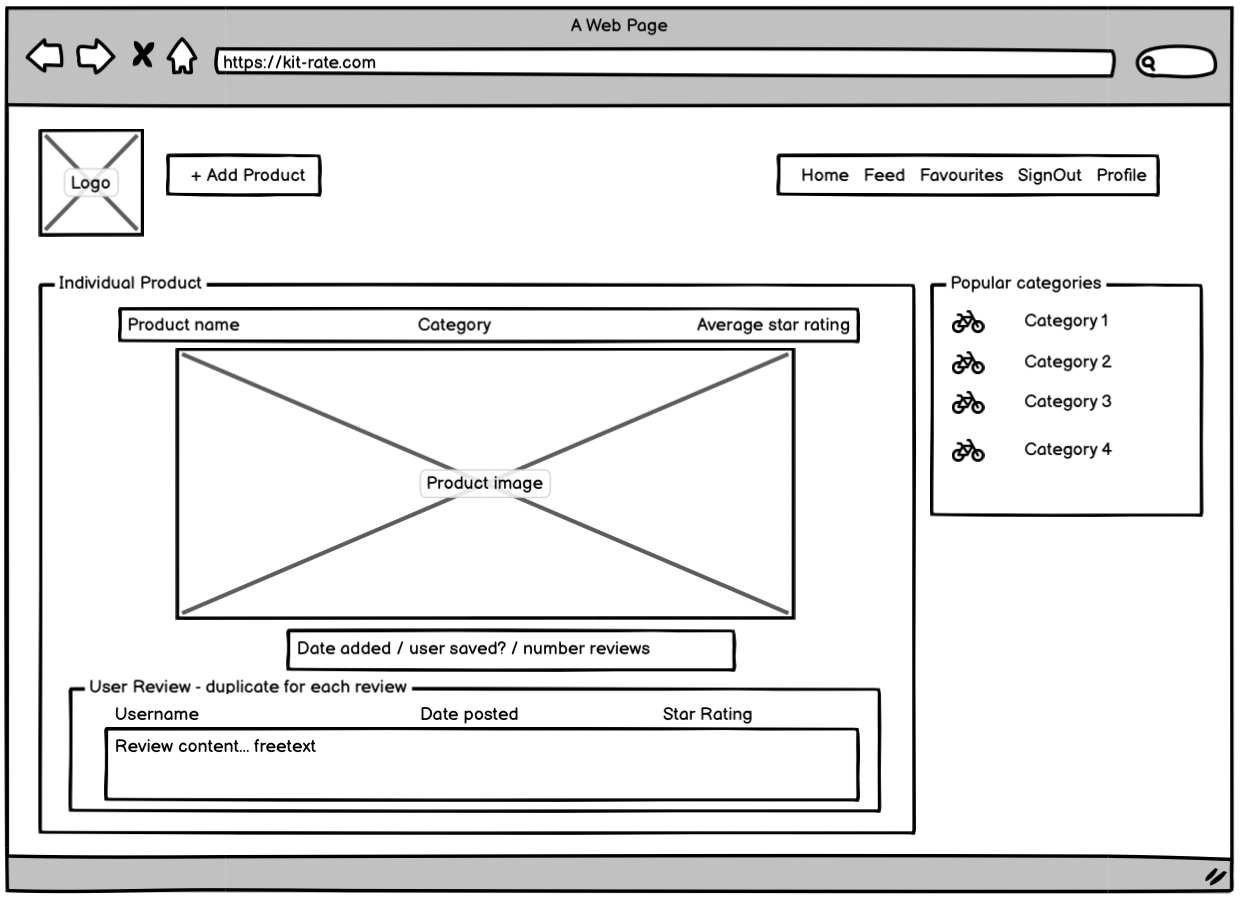 A Web Page
https://kit-rate.com
Logo
+ Add Product
Home Feed Favourites SignOut Profile
Individual Product
Product name Category Average star rating
Product image
Date added / user saved? / number reviews
User Review - duplicate for each review
Username Date posted Star Rating
Review content... freetext
Popular categories
Category 1
Category 2
Category 3
Category 4